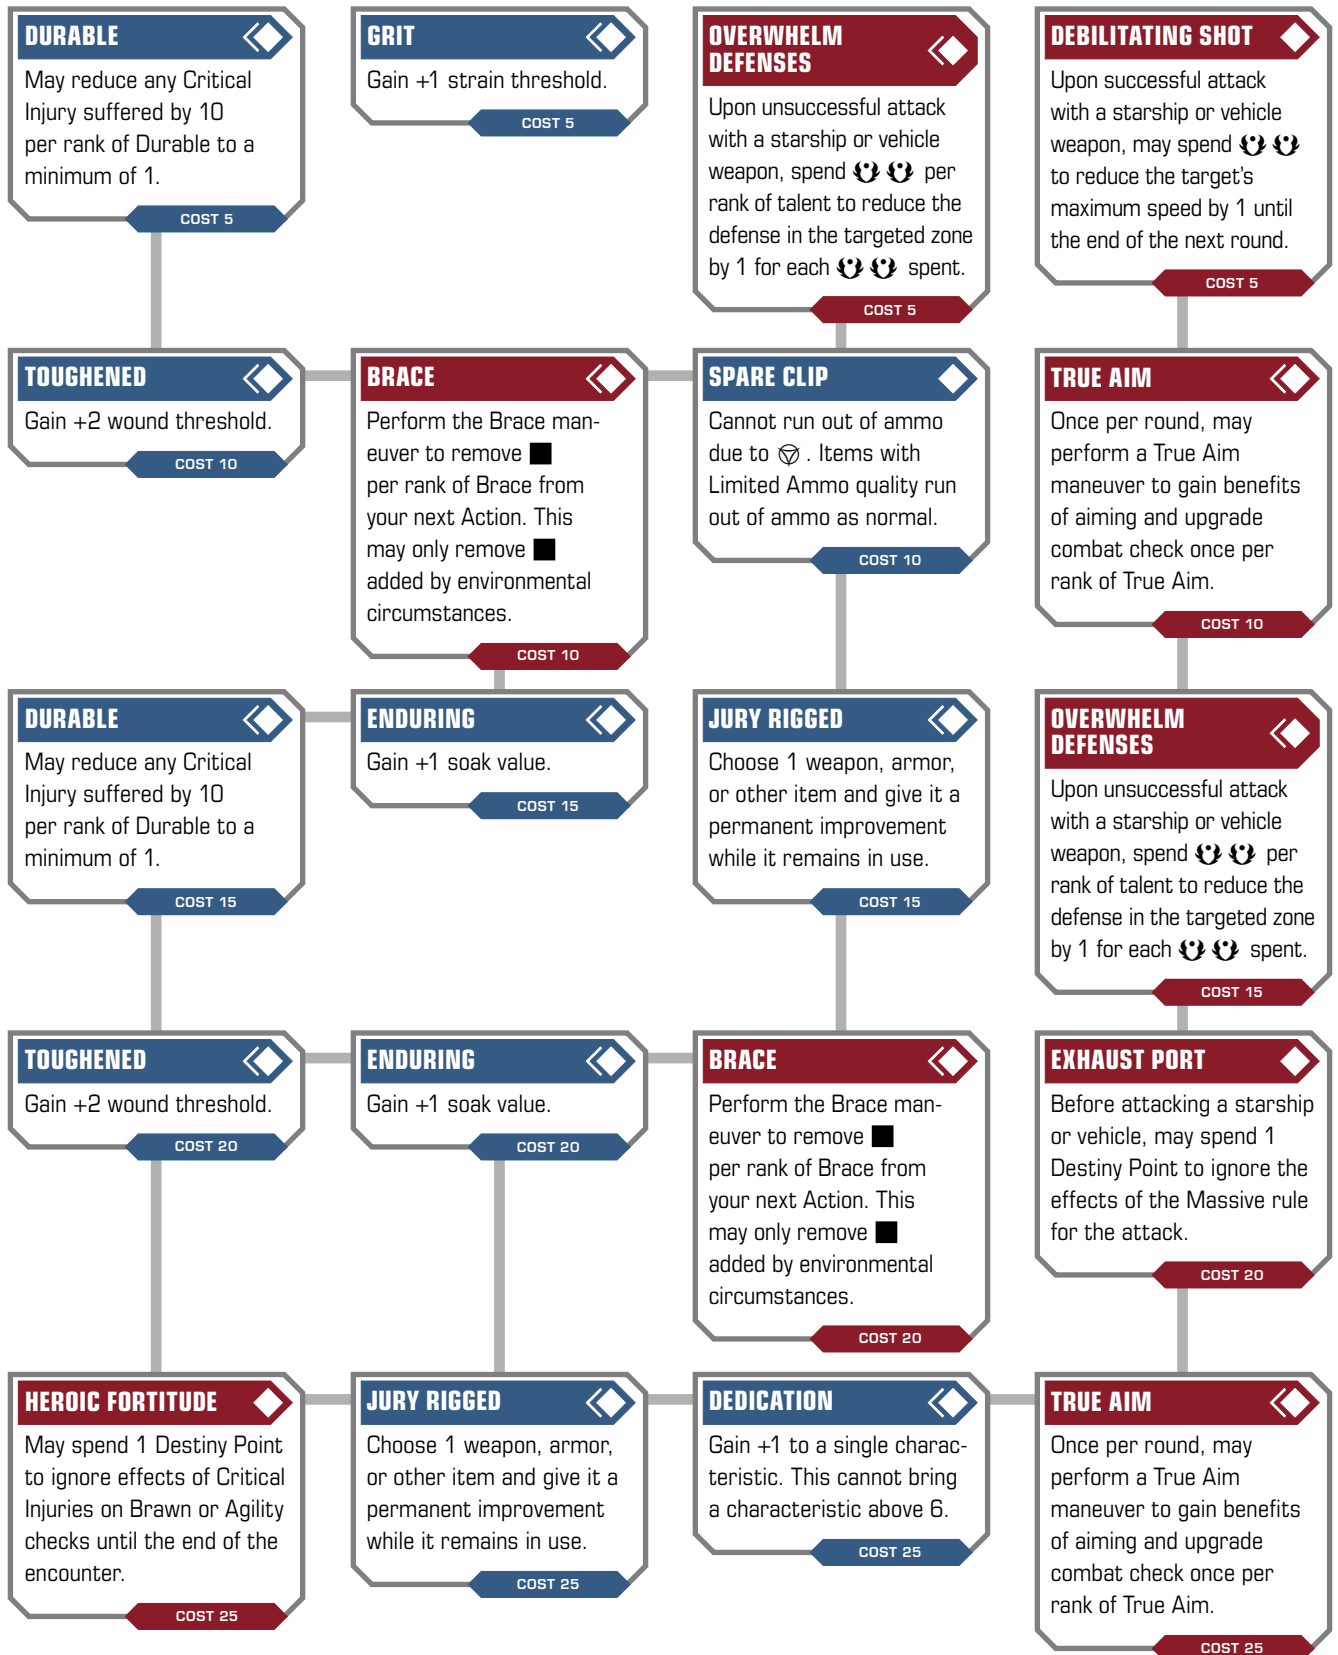 DURABLE
May reduce any Critical
Injury suffered by 10
per rank of Durable to a
minimum of 1.
COST 5
GRIT
Gain +1 strain threshold.
COST 5
OVERWHELM
DEFENSES
Upon unsuccessful attack
with a starship or vehicle
weapon, spend per
rank of talent to reduce the
defense in the targeted zone
by 1 for each spent.
COST 5
DEBILITATING SHOT
Upon successful attack
with a starship or vehicle
weapon, may spend
to reduce the target's
maximum speed by 1 until
the end of the next round.
COST 5
TOUGHENED
Gain +2 wound threshold.
COST 10
BRACE
Perform the Brace man-
euver to remove
per rank of Brace from
your next Action. This
may only remove
added by environmental
circumstances.
COST 10
SPARE CLIP
Cannot run out of ammo
due to . Items with
Limited Ammo quality run
out of ammo as normal.
COST 10
TRUE AIM
Once per round, may
perform a True Aim
maneuver to gain benefits
of aiming and upgrade
combat check once per
rank of True Aim.
COST 10
DURABLE
May reduce any Critical
Injury suffered by 10
per rank of Durable to a
minimum of 1.
COST 15
ENDURING
Gain +1 soak value.
COST 15
JURY RIGGED
Choose 1 weapon, armor,
or other item and give it a
permanent improvement
while it remains in use.
COST 15
OVERWHELM
DEFENSES
Upon unsuccessful attack
with a starship or vehicle
weapon, spend per
rank of talent to reduce the
defense in the targeted zone
by 1 for each spent.
COST 15
TOUGHENED
Gain +2 wound threshold.
COST 20
ENDURING
Gain +1 soak value.
COST 20
BRACE
Perform the Brace man-
euver to remove
per rank of Brace from
your next Action. This
may only remove
added by environmental
circumstances.
COST 20
EXHAUST PORT
Before attacking a starship
or vehicle, may spend 1
Destiny Point to ignore the
effects of the Massive rule
for the attack.
COST 20
HEROIC FORTITUDE
May spend 1 Destiny Point
to ignore effects of Critical
Injuries on Brawn or Agility
checks until the end of the
encounter.
COST 25
JURY RIGGED
Choose 1 weapon, armor,
or other item and give it a
permanent improvement
while it remains in use.
COST 25
DEDICATION
Gain +1 to a single charac-
teristic. This cannot bring
a characteristic above 6.
COST 25
TRUE AIM
Once per round, may
perform a True Aim
maneuver to gain benefits
of aiming and upgrade
combat check once per
rank of True Aim.
COST 25